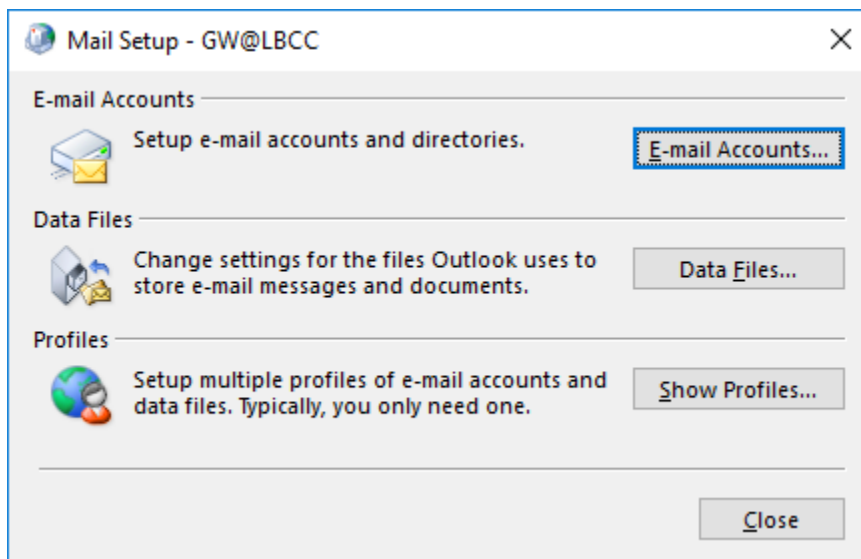 Mail Setup - GW@LBCC
E-mail Accounts
Setup e-mail accounts and directories.
E-mail Accounts...
Data Files
Change settings for the files Outlook uses to
store e-mail messages and documents.
Data Files...
Profiles
Setup multiple profiles of e-mail accounts and
data files. Typically, you only need one.
Show Profiles...
Close